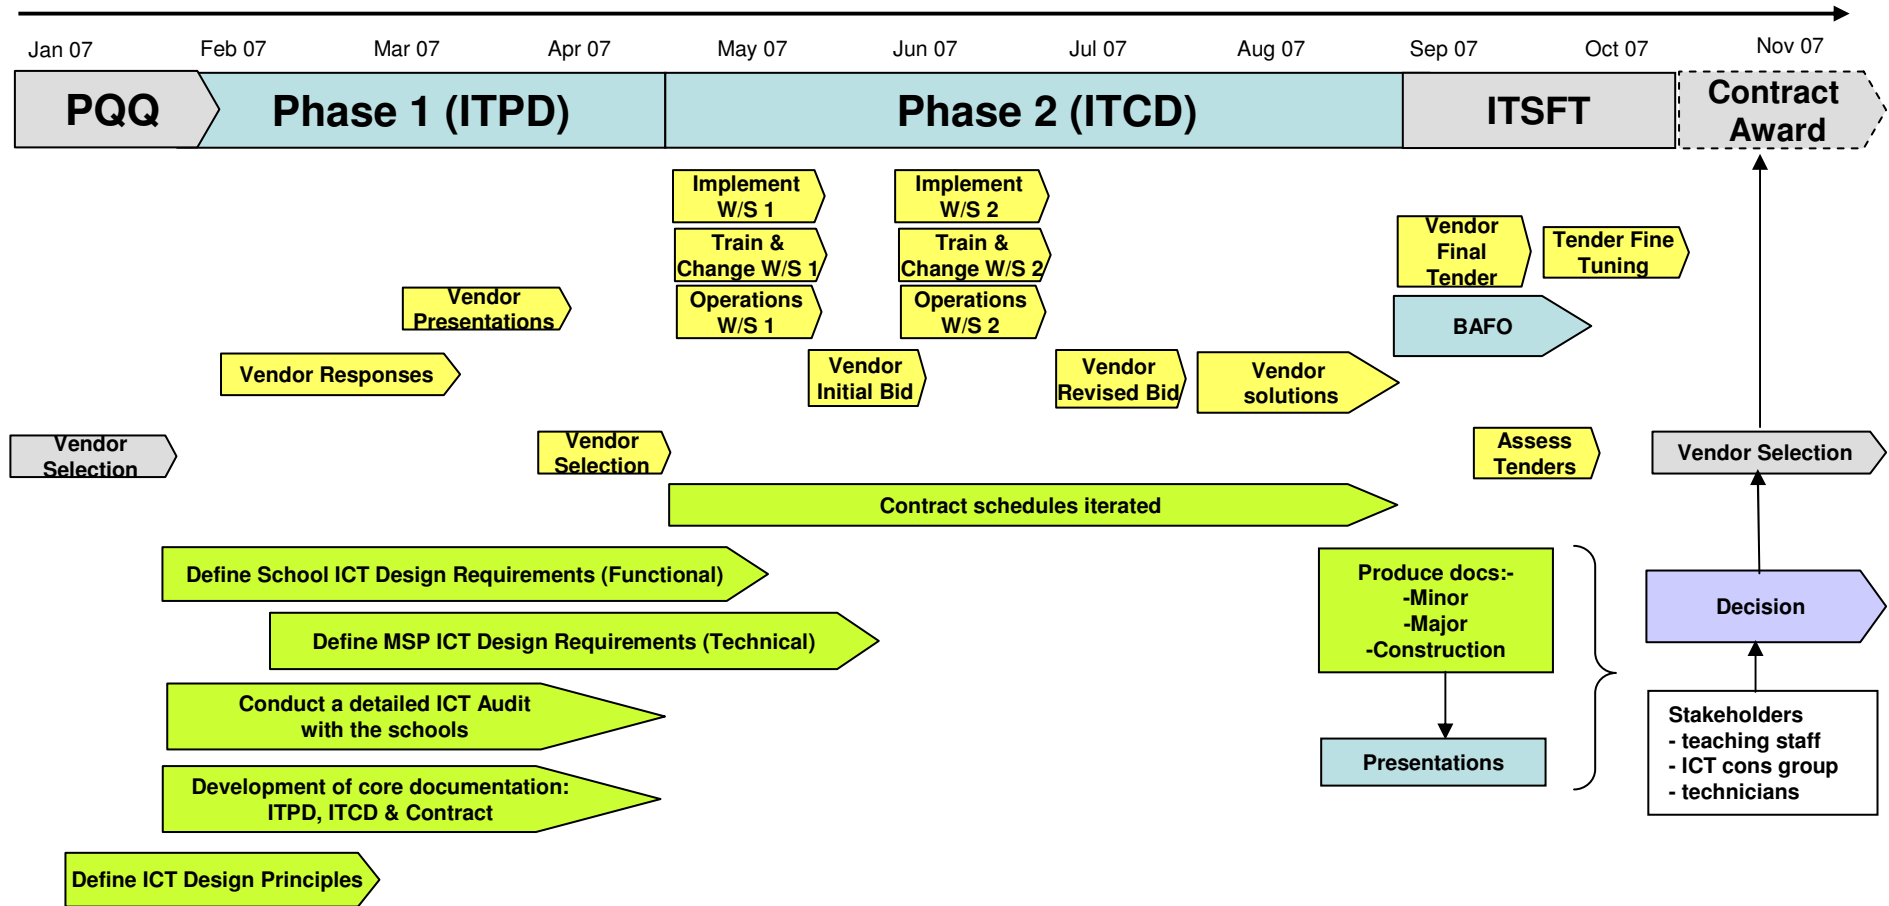 Jan 07
Feb 07
Mar 07
Apr 07
May 07
Jun 07
Jul 07
Aug 07
Sep 07
Oct 07
Nov 07
PQQ
Phase 1 (ITPD)
Phase 2 (ITCD)
ITSFT
Contract
Award
Implement
W/S 1
Implement
W/S 2
Train &
Change W/S 1
Train &
Change W/S 2
Vendor
Final
Tender
Tender Fine
Tuning
Vendor
Presentations
Operations
W/S 1
Operations
W/S 2
BAFO
Vendor Responses
Vendor
Initial Bid
Vendor
Revised Bid
Vendor
solutions
Vendor
Selection
Vendor
Selection
Assess
Tenders
Vendor Selection
Contract schedules iterated
Define School ICT Design Requirements (Functional)
Produce docs:-
-Minor
-Major
-Construction
Decision
Define MSP ICT Design Requirements (Technical)
Conduct a detailed ICT Audit
with the schools
Presentations
Stakeholders
- teaching staff
- ICT cons group
- technicians
Development of core documentation:
ITPD, ITCD & Contract
Define ICT Design Principles